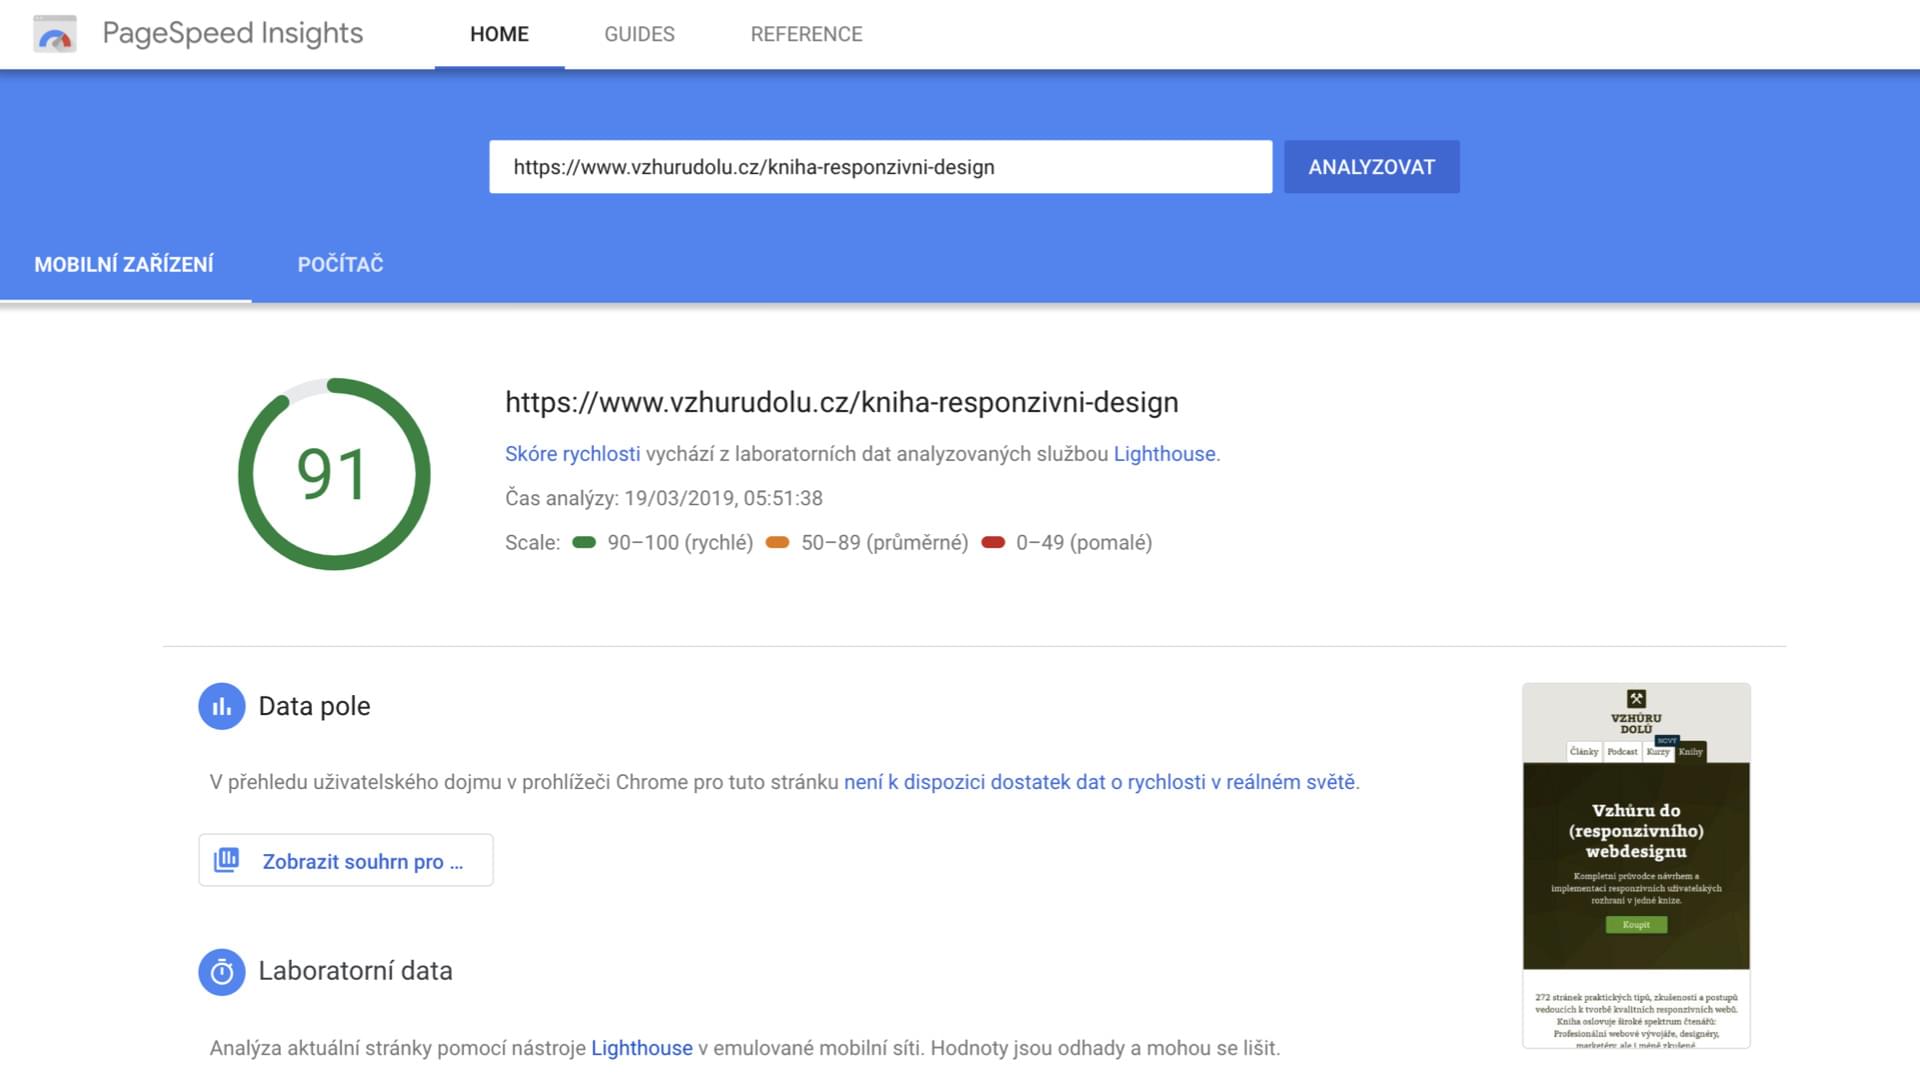 PageSpeed Insights
HOME
GUIDES
REFERENCE
https://www.vzhurudolu.cz/kniha-responzivni-design
ANALYZOVAT
MOBILNÍ ZAŘÍZENÍ
POČÍTAČ
91
https://www.vzhurudolu.cz/kniha-responzivni-design
Skóre rychlosti vychází z laboratorních dat analyzovaných službou Lighthouse.
Čas analýzy: 19/03/2019, 05:51:38
Scale: 90–100 (rychlé) 50–89 (průměrné) 0–49 (pomalé)
Data pole
V přehledu uživatelského dojmu v prohlížeči Chrome pro tuto stránku není k dispozici dostatek dat o rychlosti v reálném světě.
Zobrazit souhrn pro ...
Laboratorní data
Analýza aktuální stránky pomocí nástroje Lighthouse v emulované mobilní síti. Hodnoty jsou odhady a mohou se lišit.
VZHŮRU
DOLŮ
NOVÝ
Články Podcast Kurzy Knihy
Vzhůru do
(responzivního)
webdesignu
Kompletní průvodce návrhem a
implementací responzivních uživatelských
rozhraní v jedné knize.
Koupit
272 stránek praktických tipů, zkušeností a postupů
vedoucích k tvorbě kvalitních responzivních webů.
Kniha oslovuje široké spektrum čtenářů:
Profesionální webové vývojáře, designéry,
marketéry, ale i méně zkušené